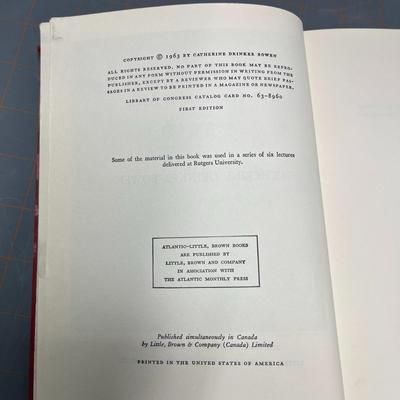 COPYRIGHT © 1963 BY CATHERINE DRINKER BOWEN
ALL RIGHTS RESERVED. NO PART OF THIS BOOK MAY BE REPRO-
DUCED IN ANY FORM WITHOUT PERMISSION IN WRITING FROM THE
PUBLISHER, EXCEPT BY A REVIEWER WHO MAY QUOTE BRIEF PAS-
SAGES IN A REVIEW TO BE PRINTED IN A MAGAZINE OR NEWSPAPER.
LIBRARY OF CONGRESS CATALOG CARD NO. 63-8960
FIRST EDITION
Some of the material in this book was used in a series of six lectures
delivered at Rutgers University.
ATLANTIC-LITTLE, BROWN BOOKS
ARE PUBLISHED BY
LITTLE, BROWN AND COMPANY
IN ASSOCIATION WITH
THE ATLANTIC MONTHLY PRESS
Published simultaneously in Canada
by Little, Brown & Company (Canada) Limited
PRINTED IN THE UNITED STATES OF AMERICA